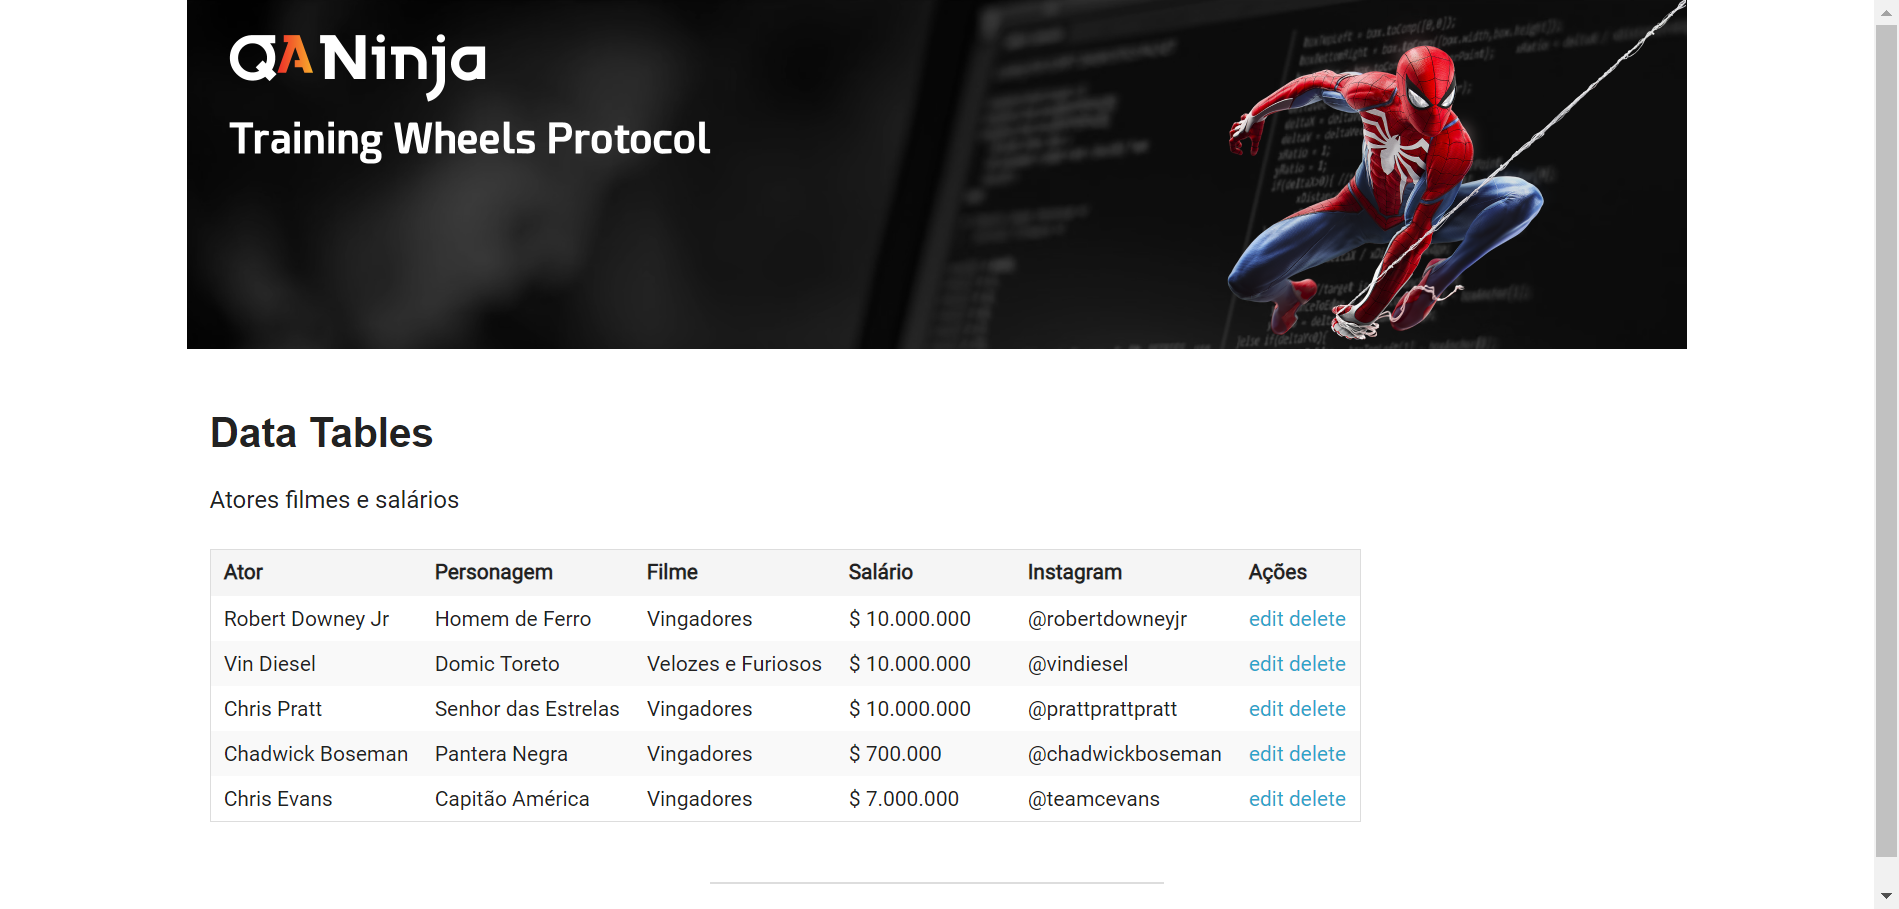 QA Ninja
Training Wheels Protocol
Data Tables
Atores filmes e salários
Ator Personagem Filme Salário Instagram Ações
Robert Downey Jr Homem de Ferro Vingadores $ 10.000.000 @robertdowneyjr edit delete
Vin Diesel Domic Toreto Velozes e Furiosos $ 10.000.000 @vindiesel edit delete
Chris Pratt Senhor das Estrelas Vingadores $ 10.000.000 @prattprattpratt edit delete
Chadwick Boseman Pantera Negra Vingadores $ 700.000 @chadwickboseman edit delete
Chris Evans Capitão América Vingadores $ 7.000.000 @teamcevans edit delete